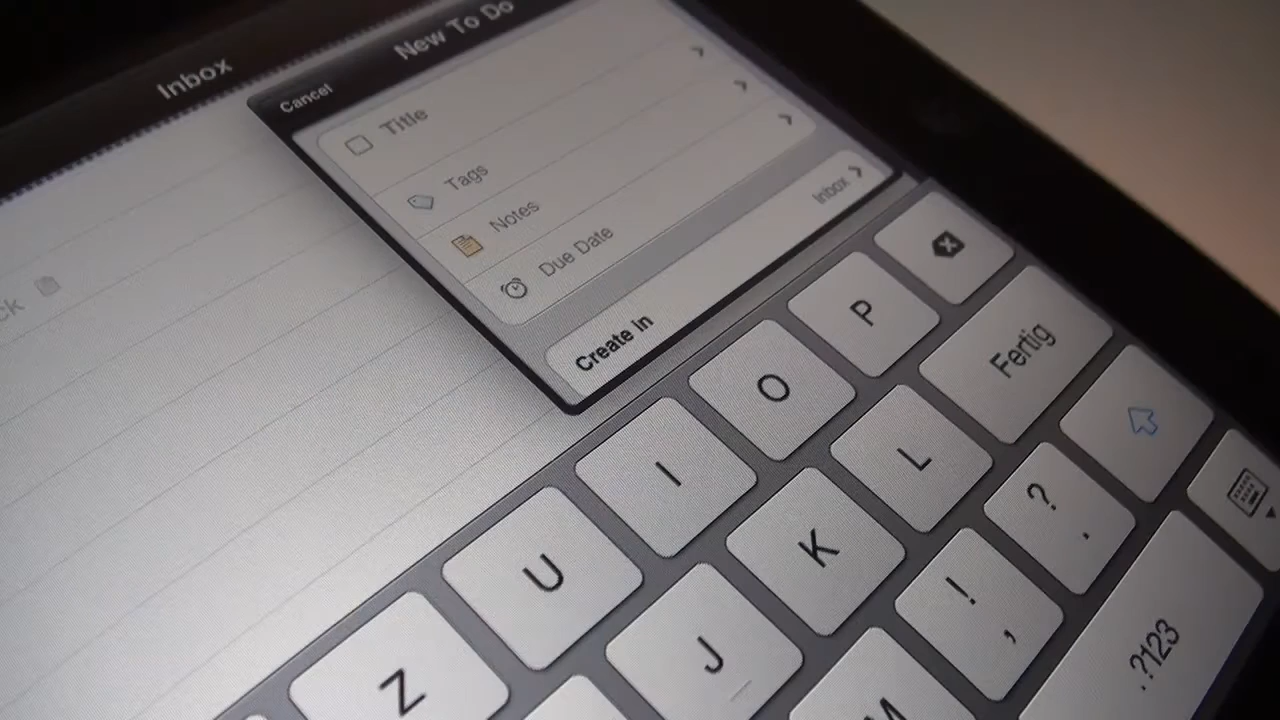 Inbox
New To Do
Cancel
Title
Tags
Notes
Due Date
Create in
Inbox
Z U I O P
J K L Fertig
M ! , ? .
.?123